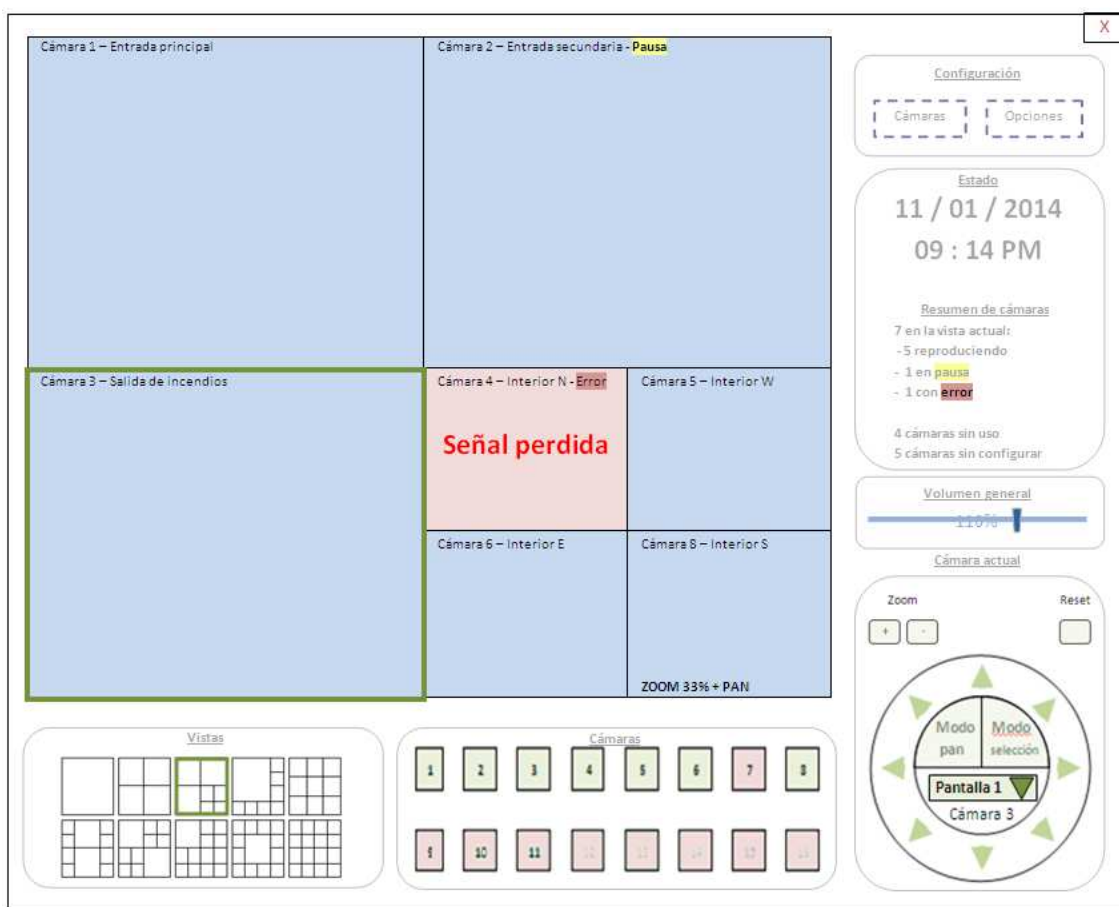 X
Cámara 1 – Entrada principal
Cámara 2 – Entrada secundaria - Pausa
Configuración
Cámaras
Opciones
Estado
11 / 01 / 2014
09 : 14 PM
Resumen de cámaras
7 en la vista actual:
- 5 reproduciendo
- 1 en pausa
- 1 con error
4 cámaras sin uso
5 cámaras sin configurar
Cámara 3 – Salida de incendios
Cámara 4 – Interior N - Error
Señal perdida
Cámara 5 – Interior W
Cámara 6 – Interior E
Cámara 8 – Interior S
ZOOM 33% + PAN
Volumen general
110%
Cámara actual
Zoom
Reset
+ -
Modo pan
Modo selección
Pantalla 1
Cámara 3
Vistas
Cámaras
1 2 3 4 5 6 7 8
9 10 11